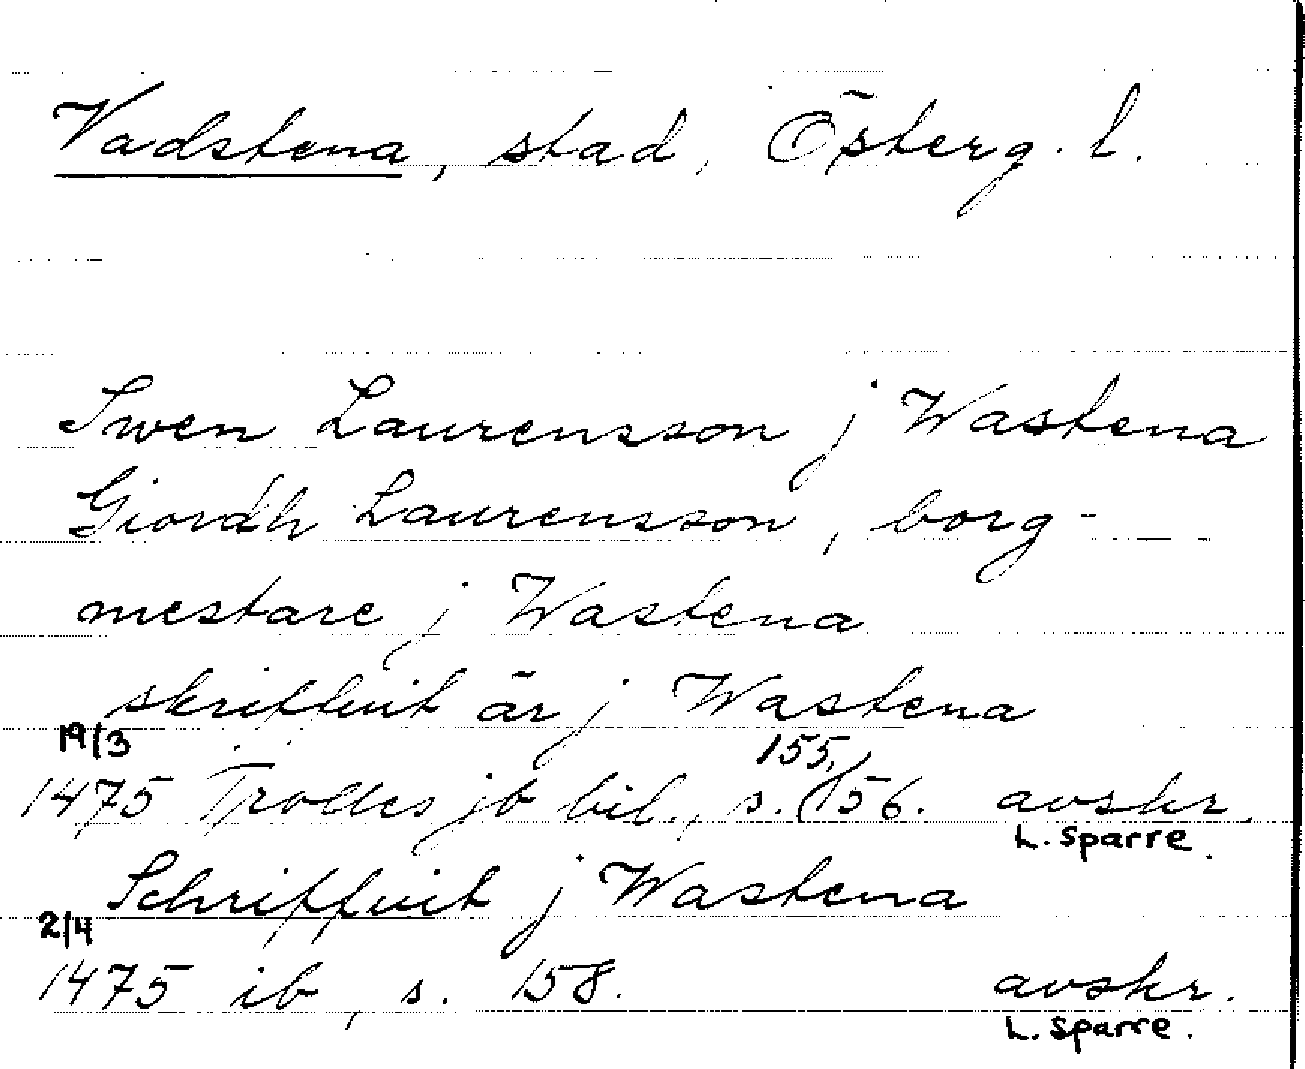 Vadstena, stad, Österg. l.
Swen Laurensson j Wastena
Giordh Laurensson, borg-
mestare j Wastena
skriffuit är j Wastena
19/3
155,
1475 Trolles jb bil., s. 156. avskr.
L. Sparre.
Schriffuit j Wastena
2/4
1475 ib, s. 158. avskr.
L. Sparre.